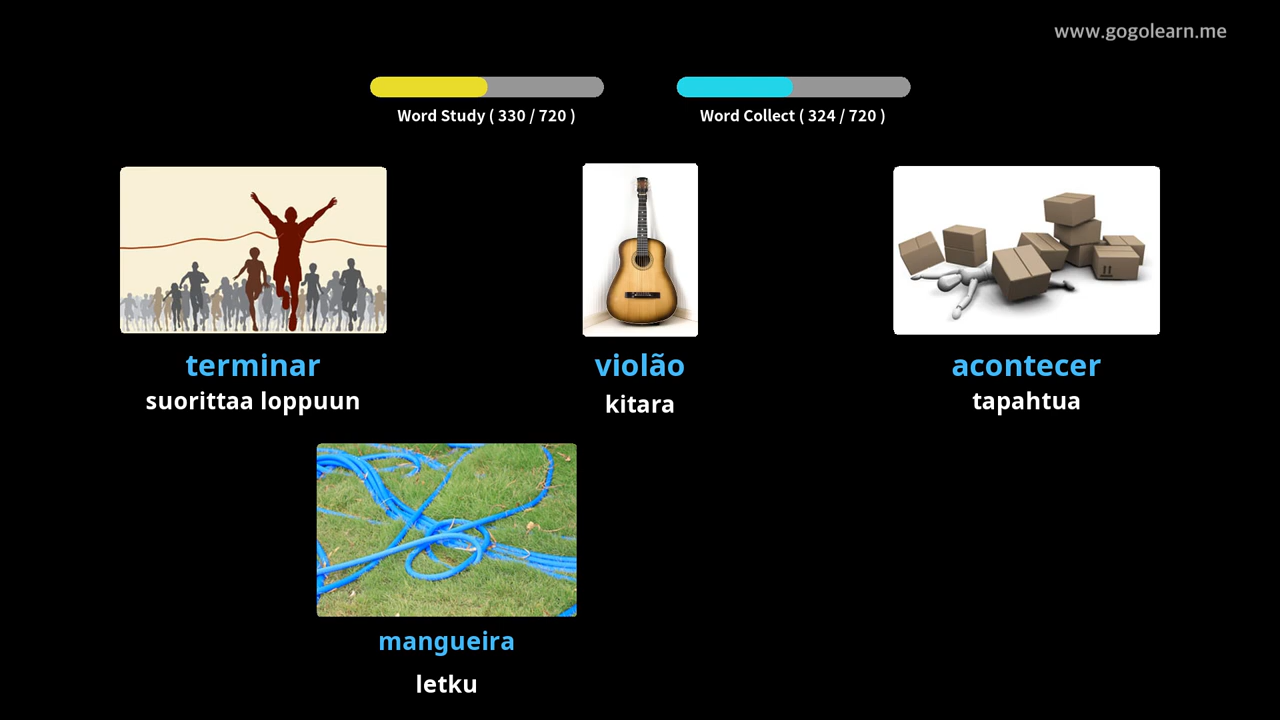 www.gogolearn.me
Word Study ( 330 / 720 )
Word Collect ( 324 / 720 )
terminar
suorittaa loppuun
violão
kitara
acontecer
tapahtua
mangueira
letku